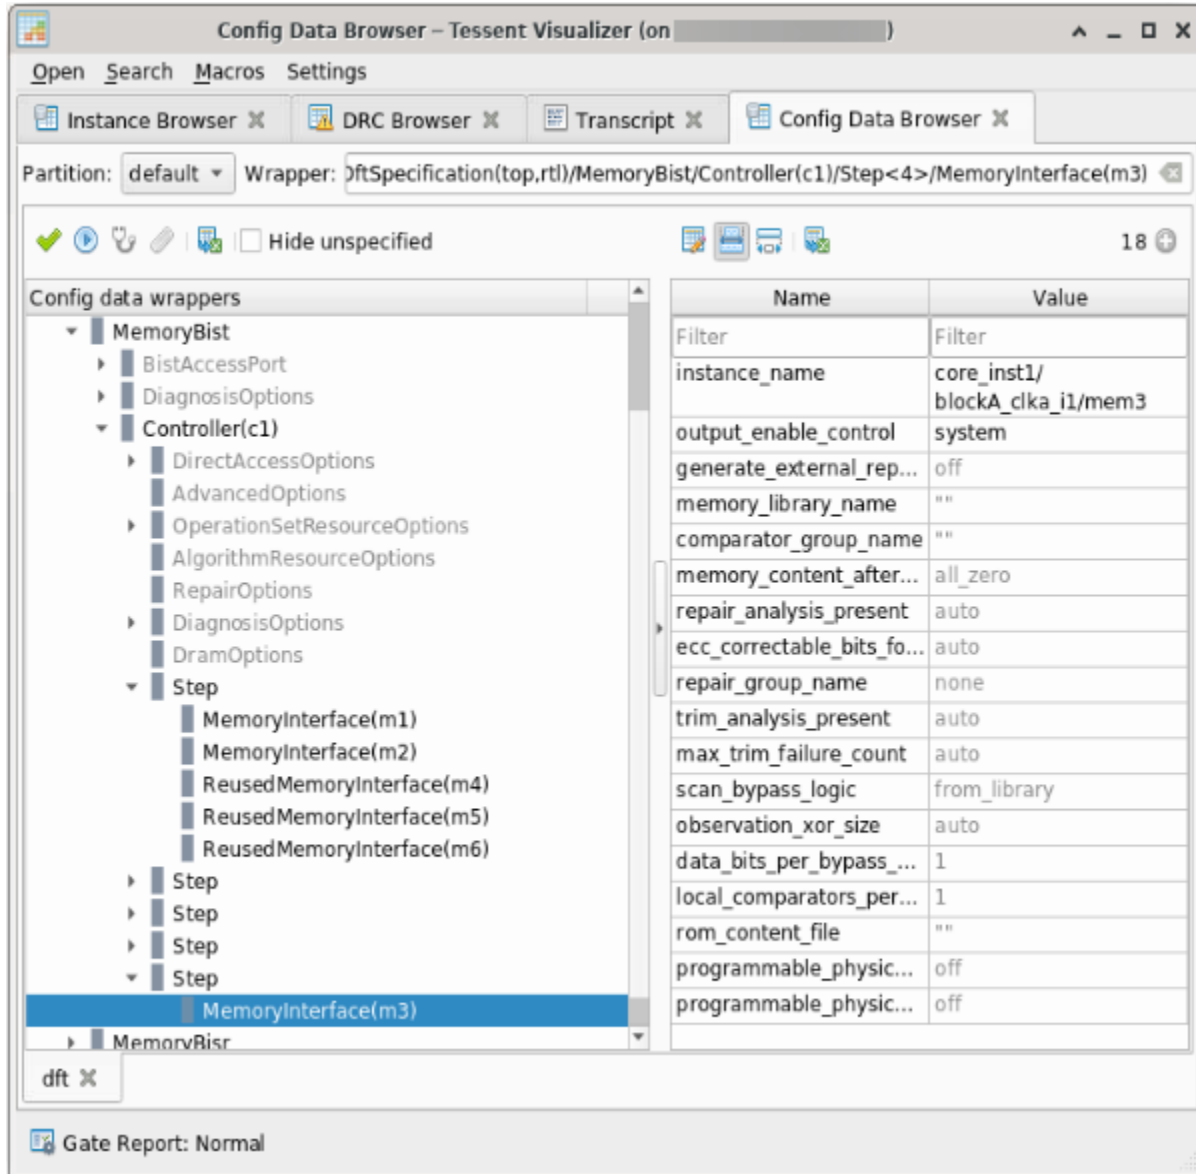 Config Data Browser – Tessent Visualizer (on )
Open Search Macros Settings
Instance Browser DRC Browser Transcript Config Data Browser
Partition: default Wrapper: DftSpecification(top,rtl)/MemoryBist/Controller(c1)/Step<4>/MemoryInterface(m3)
Hide unspecified
18
Config data wrappers
MemoryBist
BistAccessPort
DiagnosisOptions
Controller(c1)
DirectAccessOptions
AdvancedOptions
OperationSetResourceOptions
AlgorithmResourceOptions
RepairOptions
DiagnosisOptions
DramOptions
Step
MemoryInterface(m1)
MemoryInterface(m2)
ReusedMemoryInterface(m4)
ReusedMemoryInterface(m5)
ReusedMemoryInterface(m6)
Step
Step
Step
Step
MemoryInterface(m3)
MemoryBisr
Name Value
Filter Filter
instance_name core_inst1/
blockA_clka_i1/mem3
output_enable_control system
generate_external_rep... off
memory_library_name ""
comparator_group_name ""
memory_content_after... all_zero
repair_analysis_present auto
ecc_correctable_bits_fo... auto
repair_group_name none
trim_analysis_present auto
max_trim_failure_count auto
scan_bypass_logic from_library
observation_xor_size auto
data_bits_per_bypass_... 1
local_comparators_per... 1
rom_content_file ""
programmable_physic... off
programmable_physic... off
dft
Gate Report: Normal